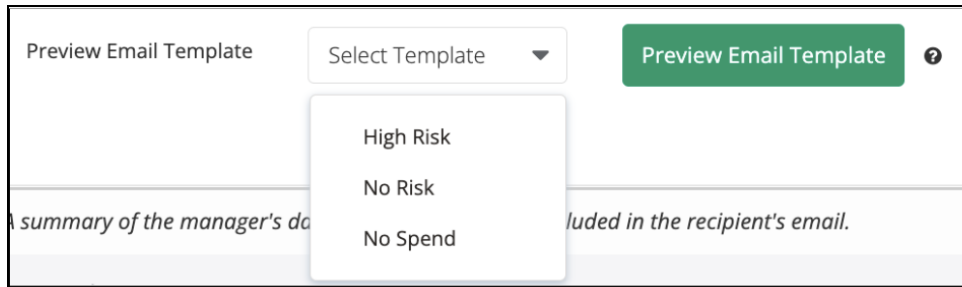 Preview Email Template
Select Template
Preview Email Template
High Risk
No Risk
No Spend
A summary of the manager's da
luded in the recipient's email.